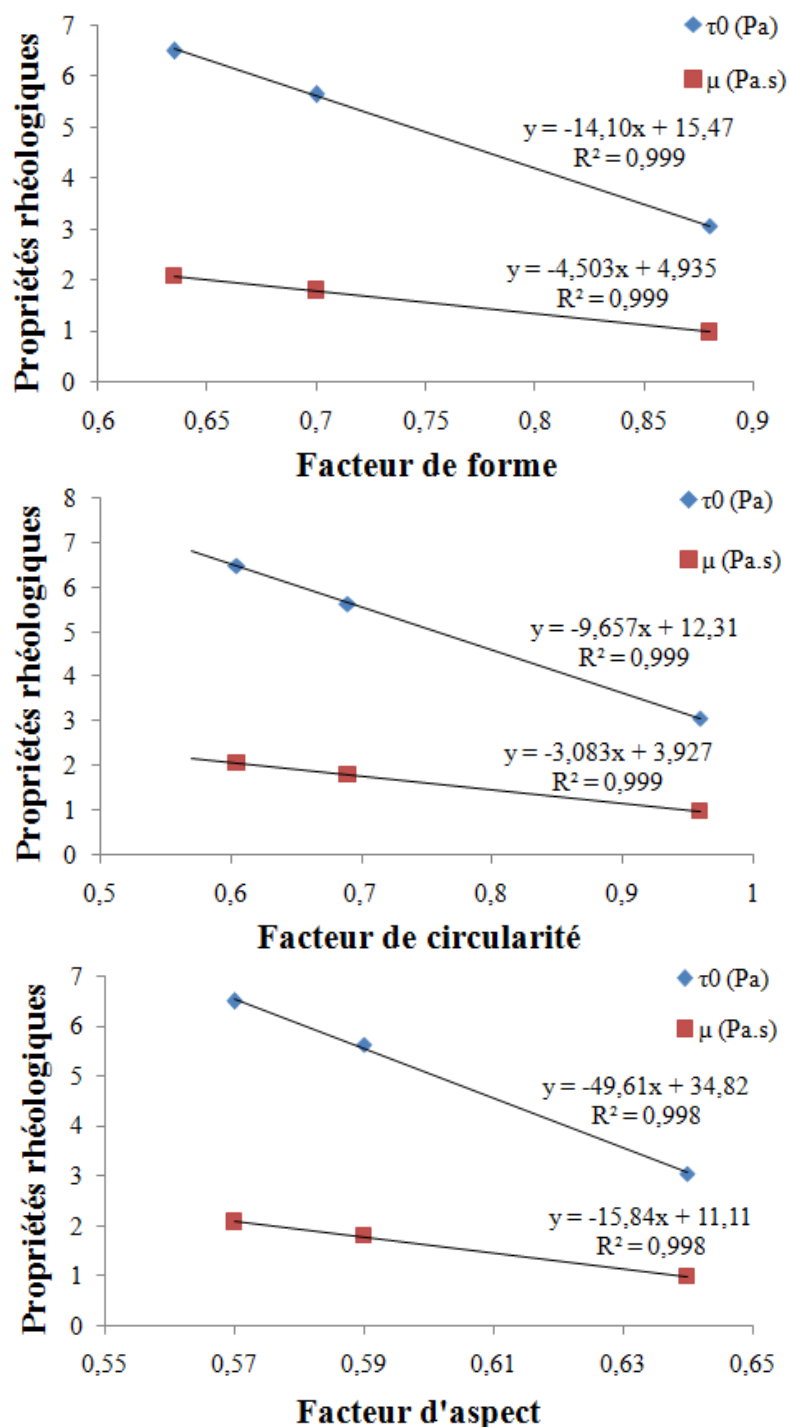 Propriétés rhéologiques
7
6
5
4
3
2
1
0
τ0 (Pa)
μ (Pa.s)
y = -14,10x + 15,47
R² = 0,999
y = -4,503x + 4,935
R² = 0,999
0,6 0,65 0,7 0,75 0,8 0,85 0,9
Facteur de forme
Propriétés rhéologiques
8
7
6
5
4
3
2
1
0
τ0 (Pa)
μ (Pa.s)
y = -9,657x + 12,31
R² = 0,999
y = -3,083x + 3,927
R² = 0,999
0,5 0,6 0,7 0,8 0,9 1
Facteur de circularité
Propriétés rhéologiques
7
6
5
4
3
2
1
0
τ0 (Pa)
μ (Pa.s)
y = -49,61x + 34,82
R² = 0,998
y = -15,84x + 11,11
R² = 0,998
0,55 0,57 0,59 0,61 0,63 0,65
Facteur d'aspect